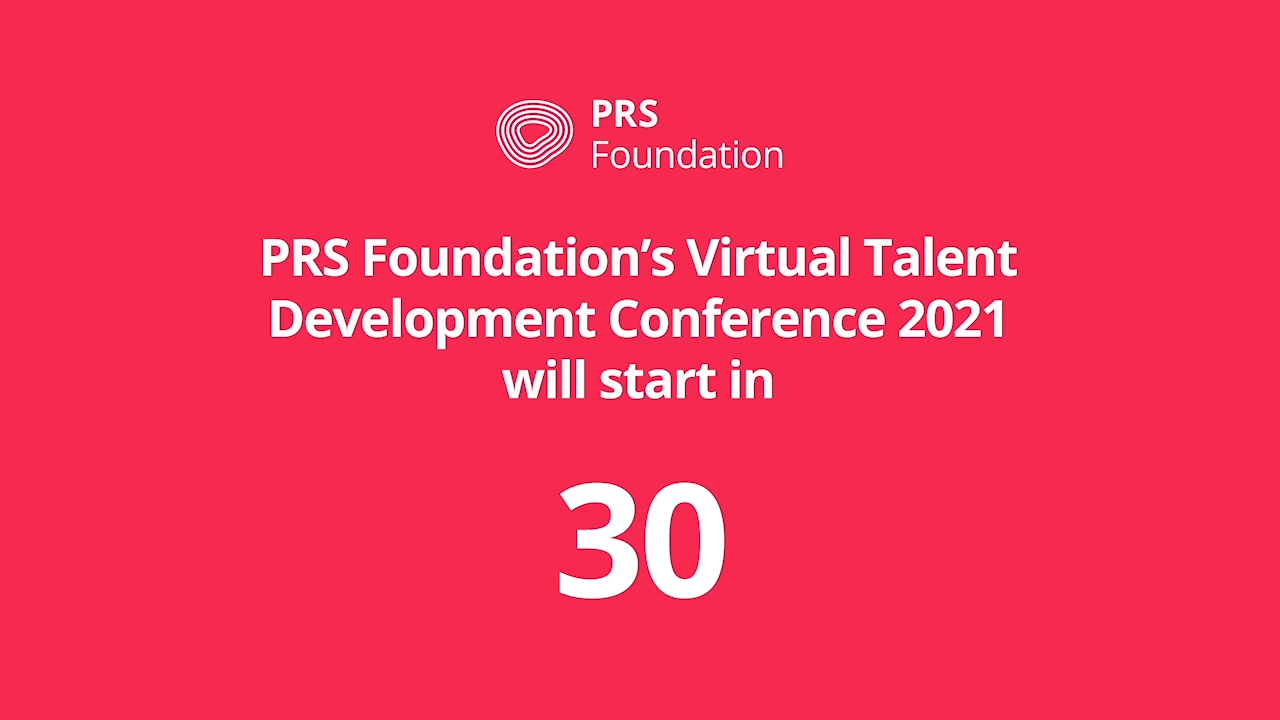 PRS
Foundation
PRS Foundation’s Virtual Talent
Development Conference 2021
will start in
30